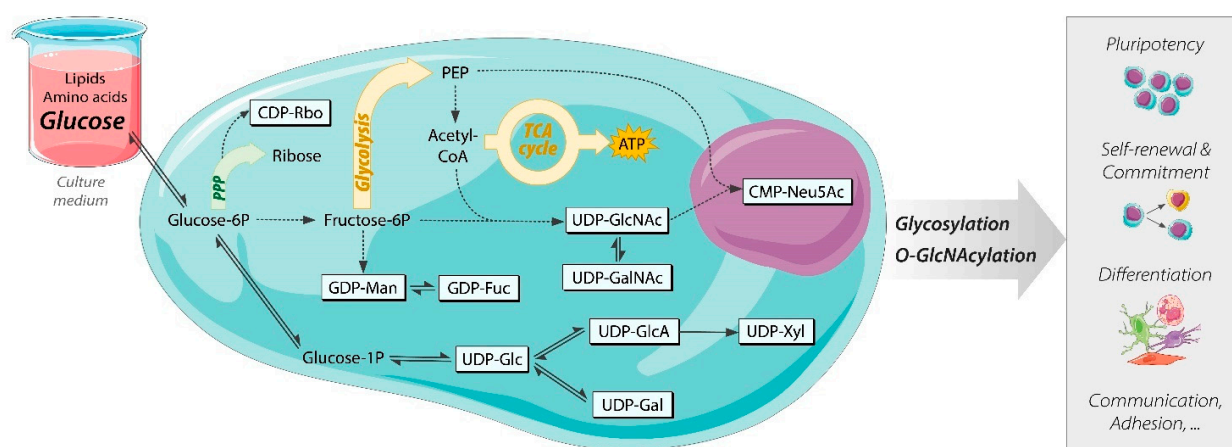 Lipids
Amino acids
Glucose
Culture
medium
CDP-Rbo
PPP
Ribose
Glucose-6P
Glycolysis
PEP
Acetyl-
CoA
TCA
cycle
ATP
Fructose-6P
UDP-GlcNAc
CMP-Neu5Ac
GDP-Man
GDP-Fuc
UDP-GalNAc
Glucose-1P
UDP-Glc
UDP-GlcA
UDP-Xyl
UDP-Gal
Glycosylation
O-GlcNAcylation
Pluripotency
Self-renewal &
Commitment
Differentiation
Communication,
Adhesion, ...